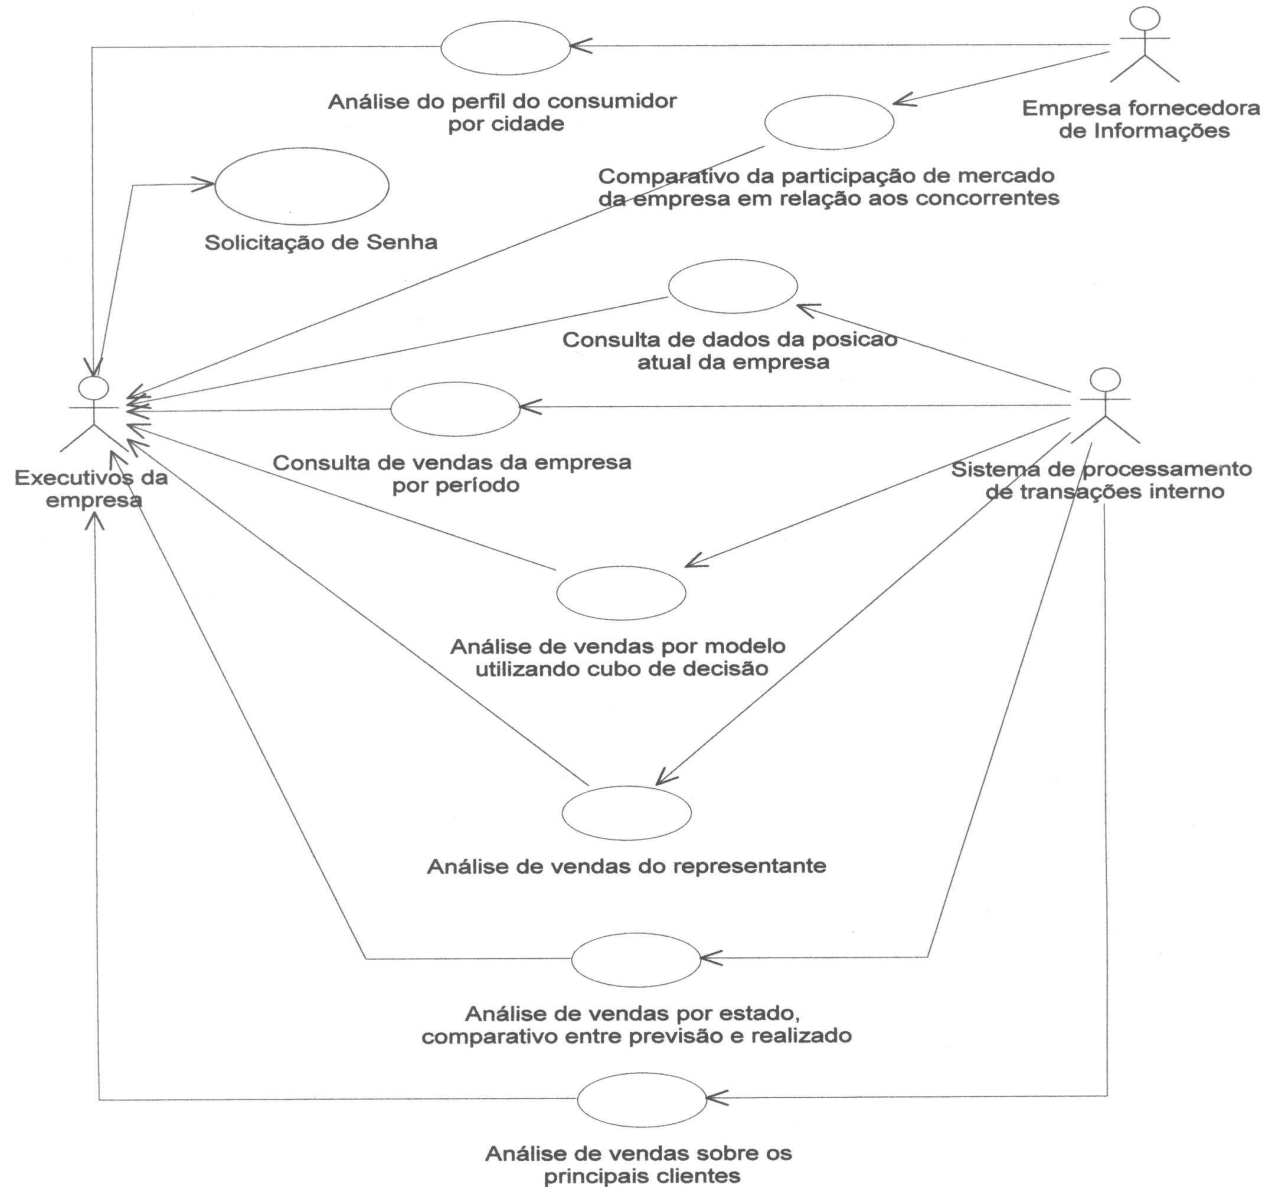 Análise do perfil do consumidor
por cidade
Empresa fornecedora
de Informações
Comparativo da participação de mercado
da empresa em relação aos concorrentes
Solicitação de Senha
Consulta de dados da posicao
atual da empresa
Consulta de vendas da empresa
por período
Executivos da
empresa
Sistema de processamento
de transações interno
Análise de vendas por modelo
utilizando cubo de decisão
Análise de vendas do representante
Análise de vendas por estado,
comparativo entre previsão e realizado
Análise de vendas sobre os
principais clientes